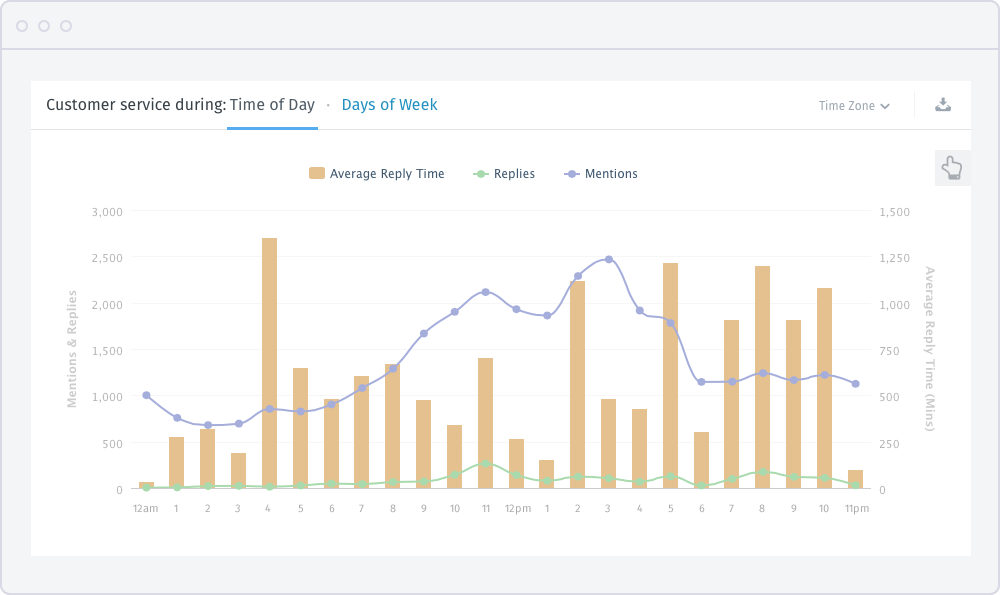 Customer service during: Time of Day · Days of Week
Time Zone
Average Reply Time Replies Mentions
Mentions & Replies
3,000
2,500
2,000
1,500
1,000
500
0
1,500
1,250
1,000
750
500
250
0
Average Reply Time (Mins)
12am 1 2 3 4 5 6 7 8 9 10 11 12pm 1 2 3 4 5 6 7 8 9 10 11pm